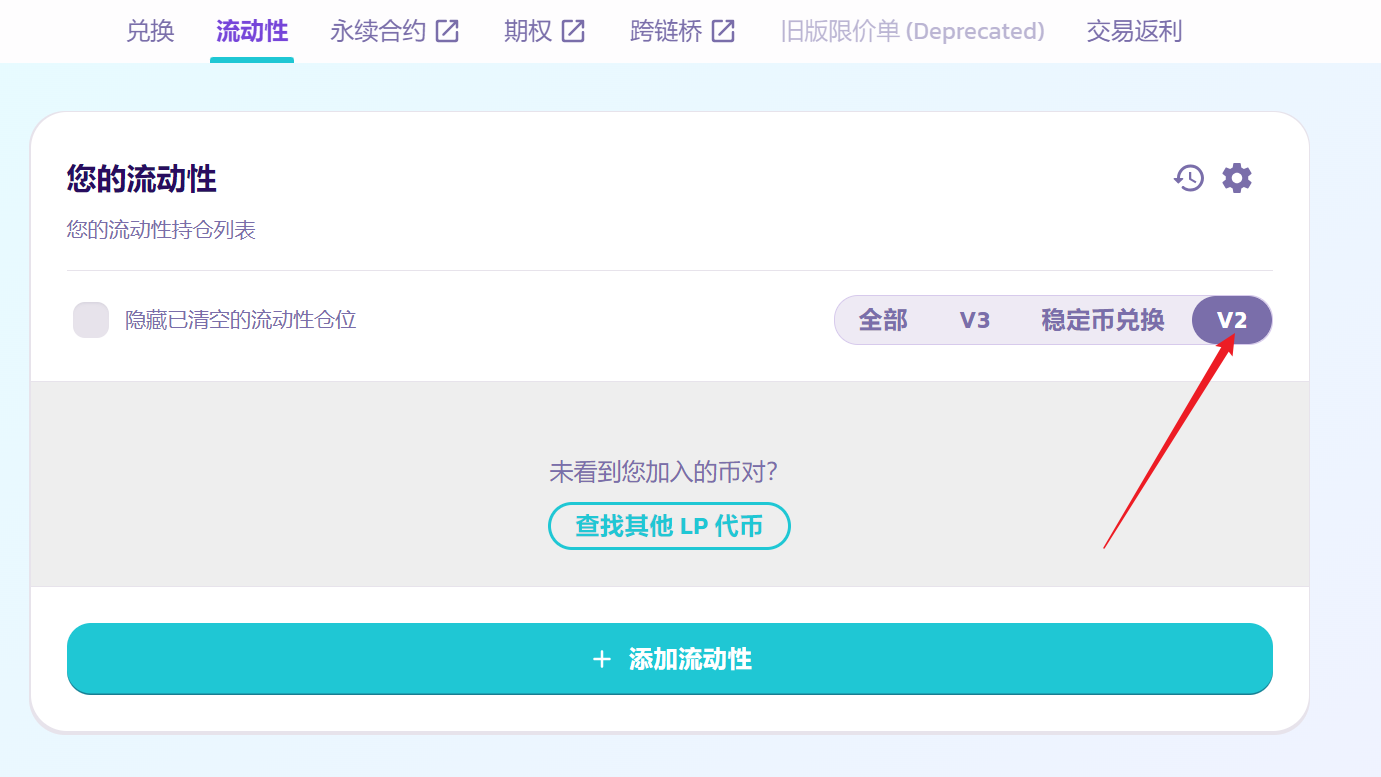 兑换 流动性 永续合约 期权 跨链桥 旧版限价单 (Deprecated) 交易返利
您的流动性
您的流动性持仓列表
隐藏已清空的流动性仓位 全部 V3 稳定币兑换 V2
未看到您加入的币对?
查找其他 LP 代币
+ 添加流动性